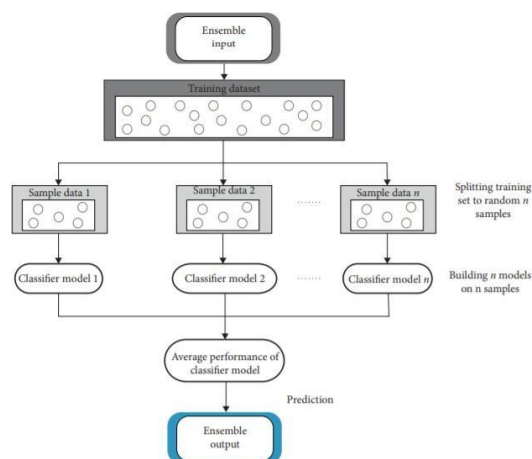 Ensemble
input
Training dataset
Sample data 1
Sample data 2
.......
Sample data n
Splitting training
set to random n
samples
Classifier model 1
Classifier model 2
.......
Classifier model n
Building n models
on n samples
Average performance of
classifier model
Prediction
Ensemble
output